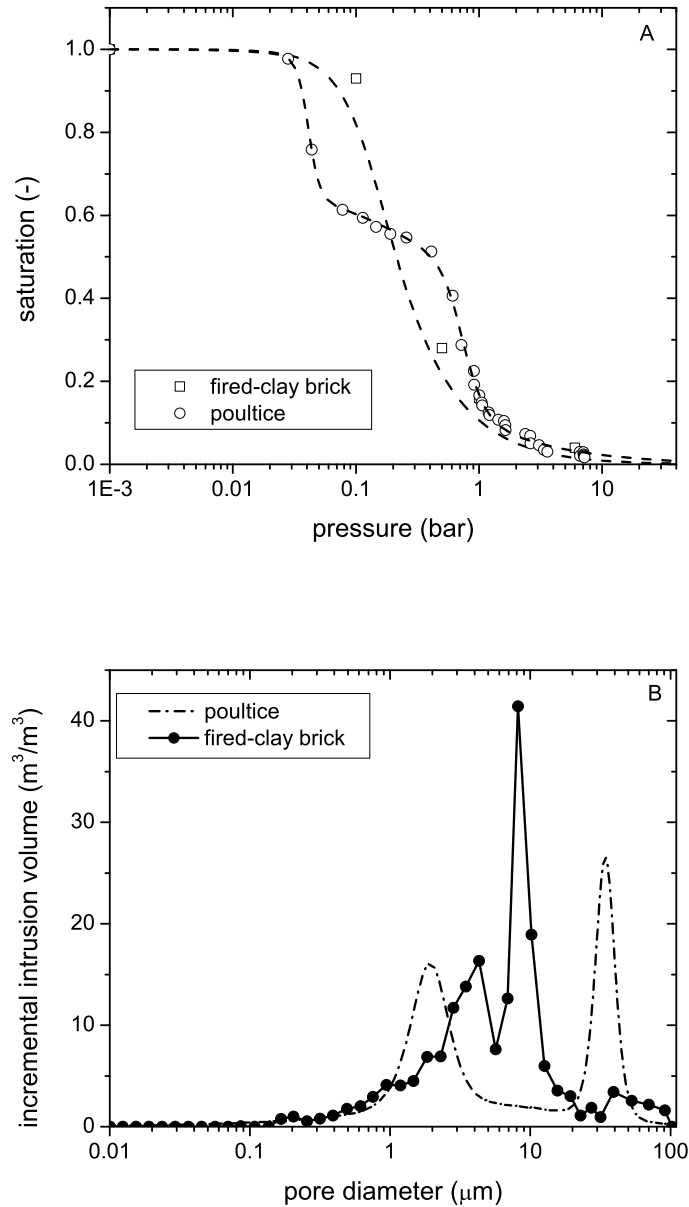 A
1.0
0.8
0.6
0.4
0.2
0.0
saturation (-)
fired-clay brick
poultice
1E-3
0.01
0.1
1
10
pressure (bar)
B
40
30
20
10
0
incremental intrusion volume (m³/m³)
poultice
fired-clay brick
0.01
0.1
1
10
100
pore diameter (μm)